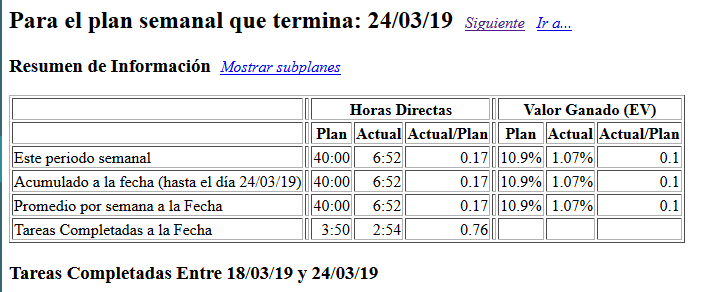 Para el plan semanal que termina: 24/03/19 Siguiente Ir a...
Resumen de Información Mostrar subplanes
Horas Directas Valor Ganado (EV)
Plan Actual Actual/Plan Plan Actual Actual/Plan
Este periodo semanal 40:00 6:52 0.17 10.9% 1.07% 0.1
Acumulado a la fecha (hasta el día 24/03/19) 40:00 6:52 0.17 10.9% 1.07% 0.1
Promedio por semana a la Fecha 40:00 6:52 0.17 10.9% 1.07% 0.1
Tareas Completadas a la Fecha 3:50 2:54 0.76
Tareas Completadas Entre 18/03/19 y 24/03/19